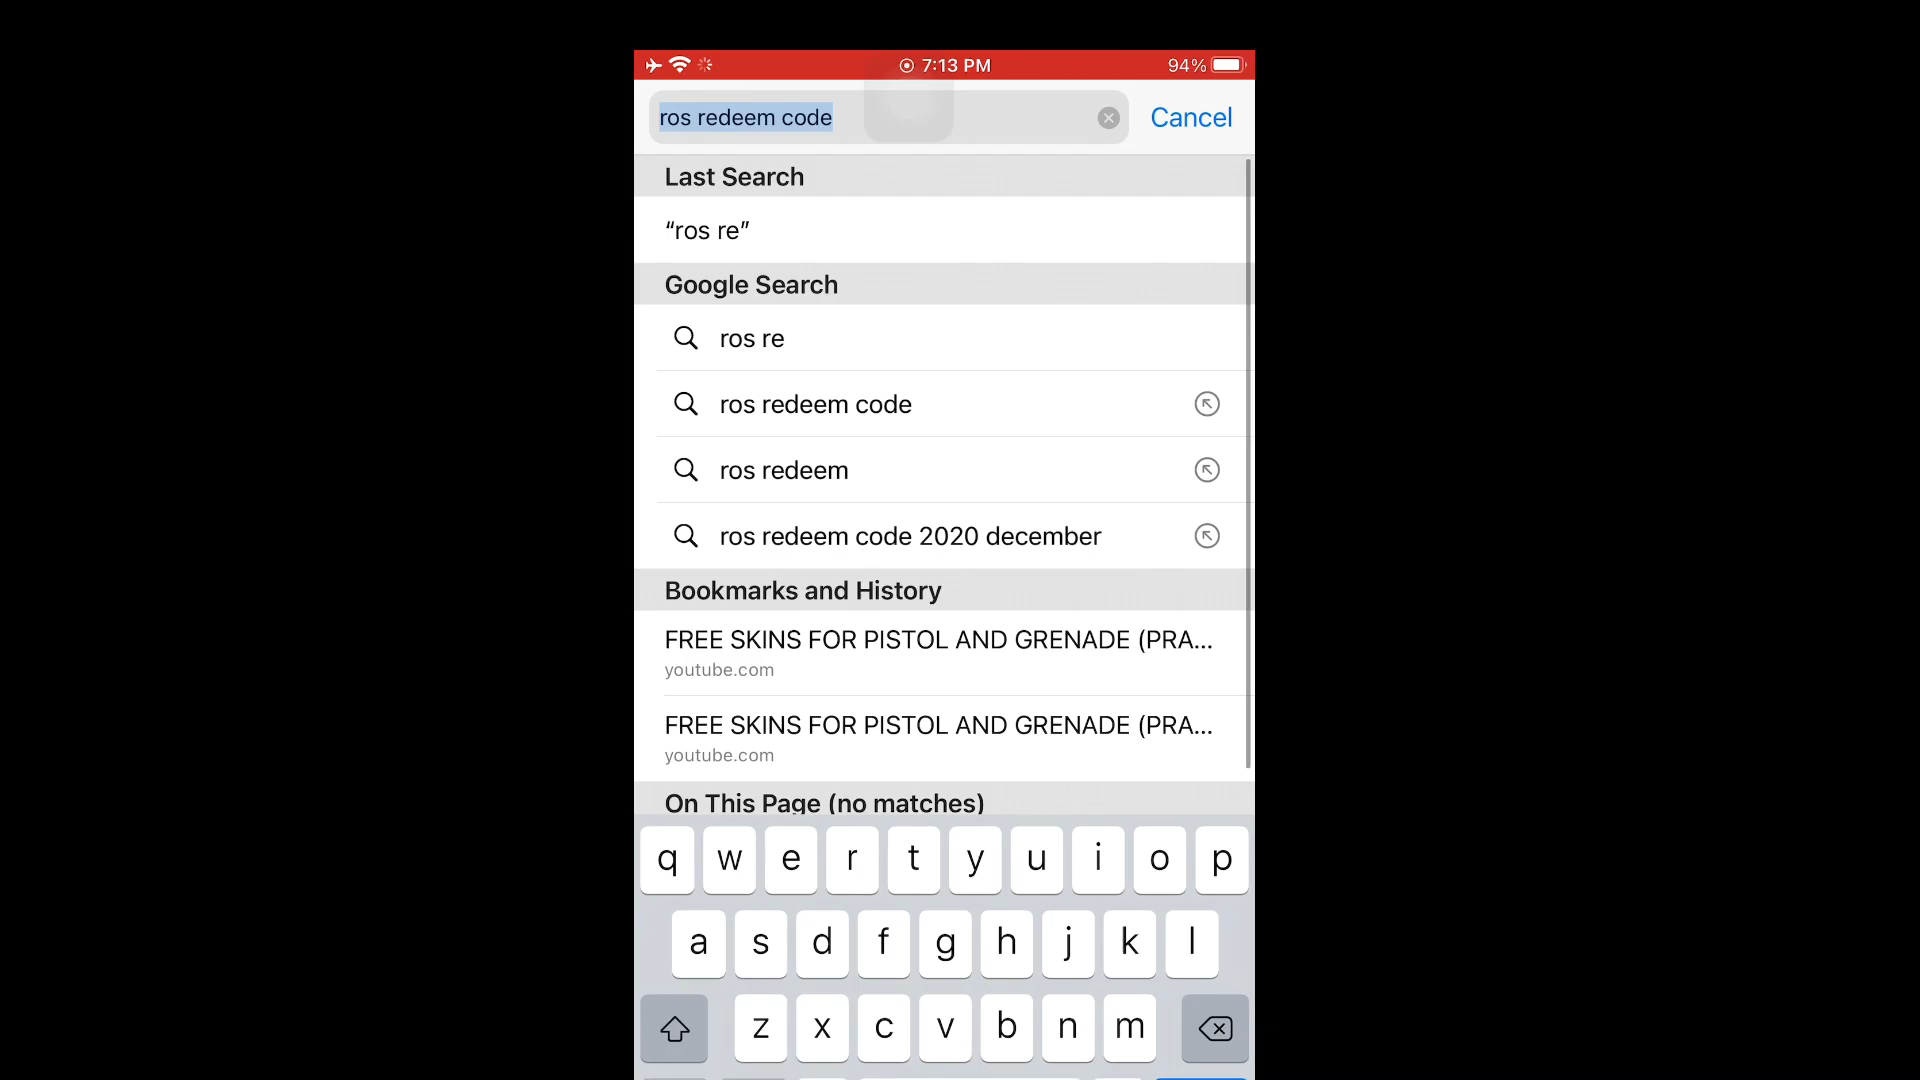 7:13 PM
94%
ros redeem code
Cancel
Last Search
“ros re”
Google Search
ros re
ros redeem code
ros redeem
ros redeem code 2020 december
Bookmarks and History
FREE SKINS FOR PISTOL AND GRENADE (PRA...
youtube.com
FREE SKINS FOR PISTOL AND GRENADE (PRA...
youtube.com
On This Page (no matches)
q w e r t y u i o p
a s d f g h j k l
z x c v b n m